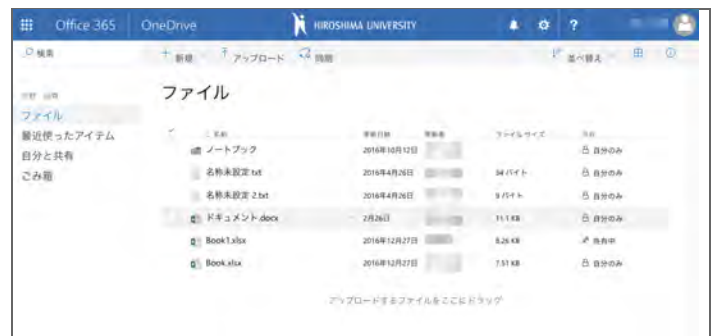 Office 365 OneDrive HIROSHIMA UNIVERSITY ?
検索 + 新規 アップロード 同期 並べ替え
ファイル
ファイル
最近使ったアイテム
自分と共有
ごみ箱
名前 更新日時 更新者 ファイルサイズ 共有
ノートブック 2016年10月12日 自分のみ
名称未設定.txt 2016年4月26日 34 バイト 自分のみ
名称未設定 2.txt 2016年4月26日 9 バイト 自分のみ
ドキュメント.docx 2月26日 11.1 KB 自分のみ
Book1.xlsx 2016年12月27日 8.26 KB 共有中
Book.xlsx 2016年12月27日 7.51 KB 自分のみ
アップロードするファイルをここにドラッグ